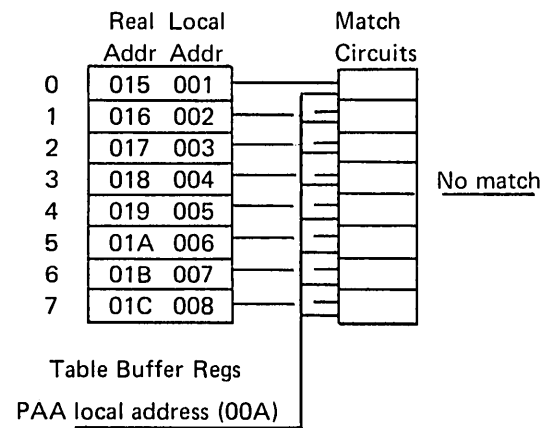 Real Local Match
Addr Addr Circuits
0 015 001
1 016 002
2 017 003
3 018 004
4 019 005
5 01A 006
6 01B 007
7 01C 008
No match
Table Buffer Regs
PAA local address (00A)